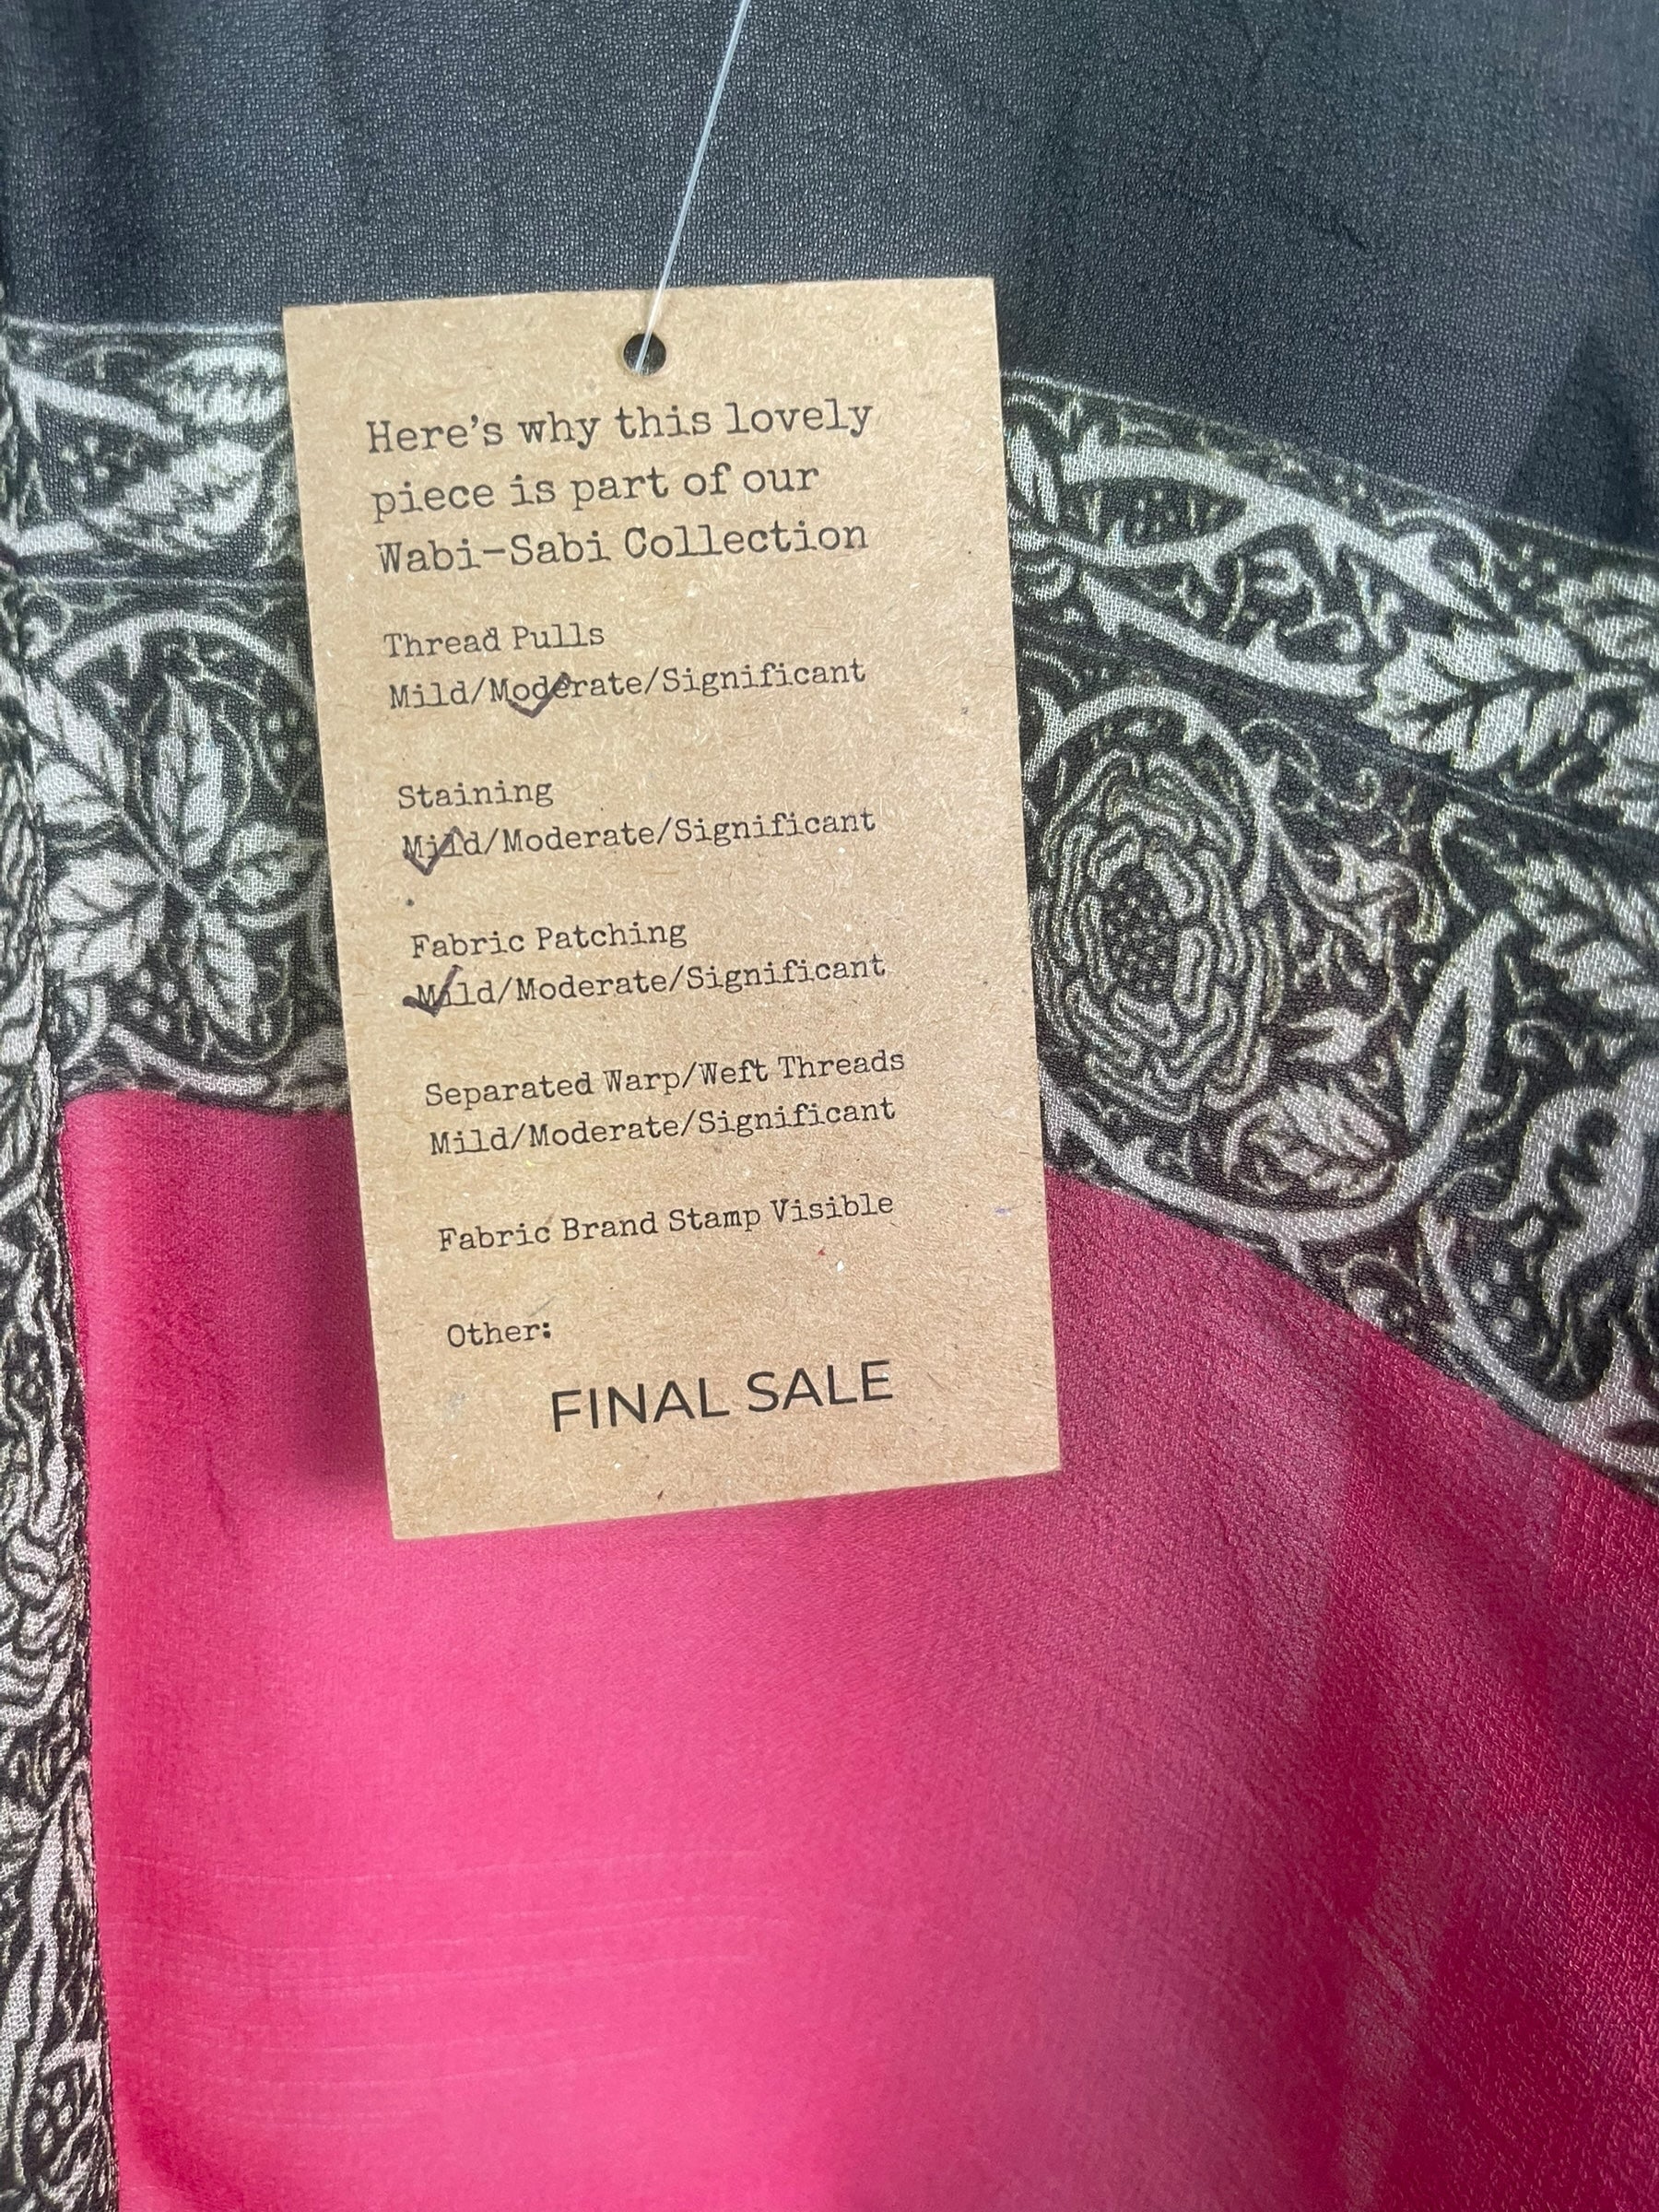 Here's why this lovely
piece is part of our
Wabi-Sabi Collection
Thread Pulls
Mild/Moderate/Significant
Staining
Mild/Moderate/Significant
Fabric Patching
Mild/Moderate/Significant
Separated Warp/Weft Threads
Mild/Moderate/Significant
Fabric Brand Stamp Visible
Other:
FINAL SALE